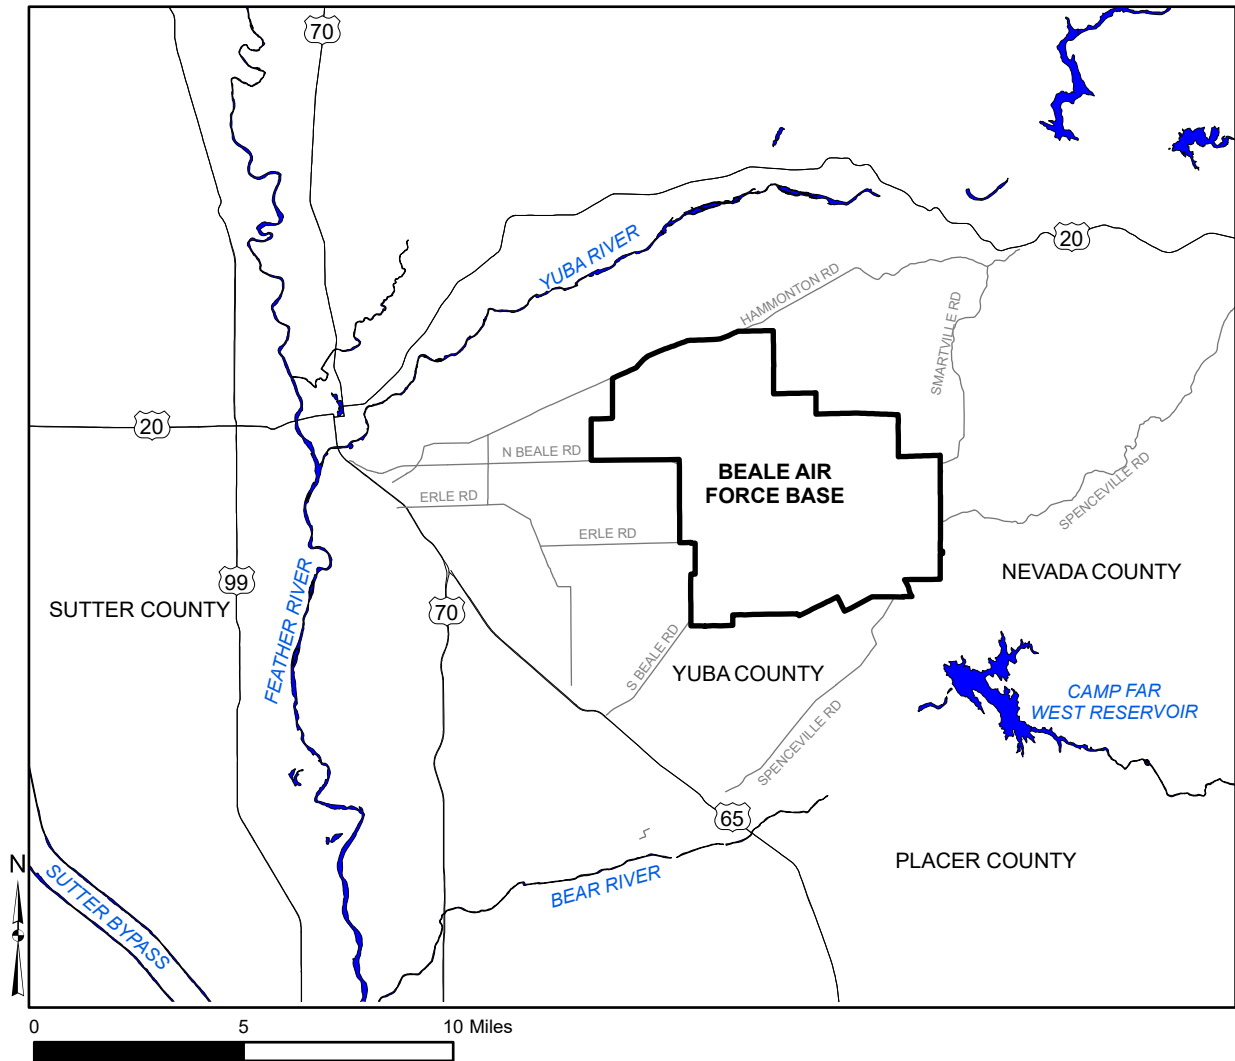 70
YUBA RIVER
20
HAMMONTON RD
SMARTVILLE RD
20
N BEALE RD
BEALE AIR
FORCE BASE
SPENCEVILLE RD
ERLE RD
ERLE RD
99
SUTTER COUNTY
FEATHER RIVER
70
NEVADA COUNTY
S BEALE RD
YUBA COUNTY
CAMP FAR
WEST RESERVOIR
SPENCEVILLE RD
65
PLACER COUNTY
N
SUTTER BYPASS
BEAR RIVER
0 5 10 Miles